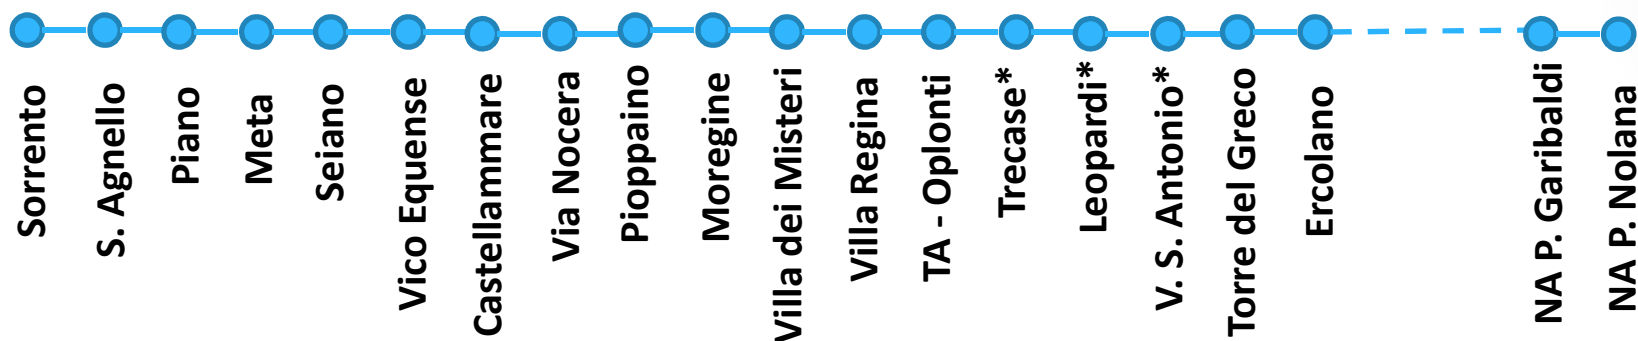 Sorrento
S. Agnello
Piano
Meta
Seiano
Vico Equense
Castellammare
Via Nocera
Pioppaino
Moregine
Villa dei Misteri
Villa Regina
TA - Oplonti
Trecase*
Leopardi*
V. S. Antonio*
Torre del Greco
Ercolano
NA P. Garibaldi
NA P. Nolana